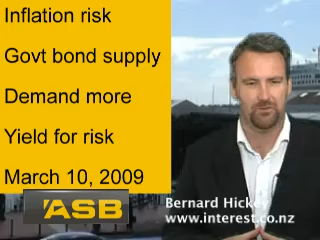 Inflation risk
Govt bond supply
Demand more
Yield for risk
March 10, 2009
ASB
Bernard Hickey
www.interest.co.nz